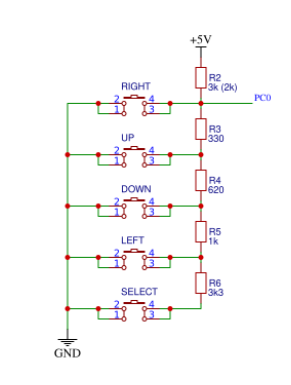 +5V
R2
3k (2k)
RIGHT
2 4
1 3
PC0
R3
330
UP
2 4
1 3
R4
620
DOWN
2 4
1 3
R5
1k
LEFT
2 4
1 3
R6
3k3
SELECT
2 4
1 3
GND